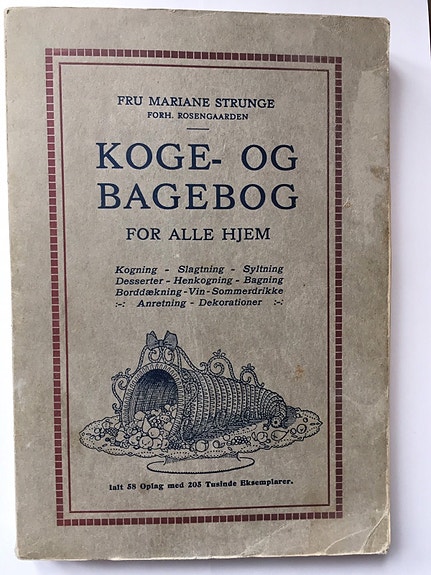 FRU MARIANE STRUNGE
FORH. ROSENGAARDEN
KOGE- OG
BAGEBOG
FOR ALLE HJEM
Kogning - Slagtning - Syltning
Desserter - Henkogning - Bagning
Borddækning - Vin - Sommerdrikke
:-: Anretning - Dekorationer :-:
Ialt 58 Oplag med 205 Tusinde Eksemplarer.